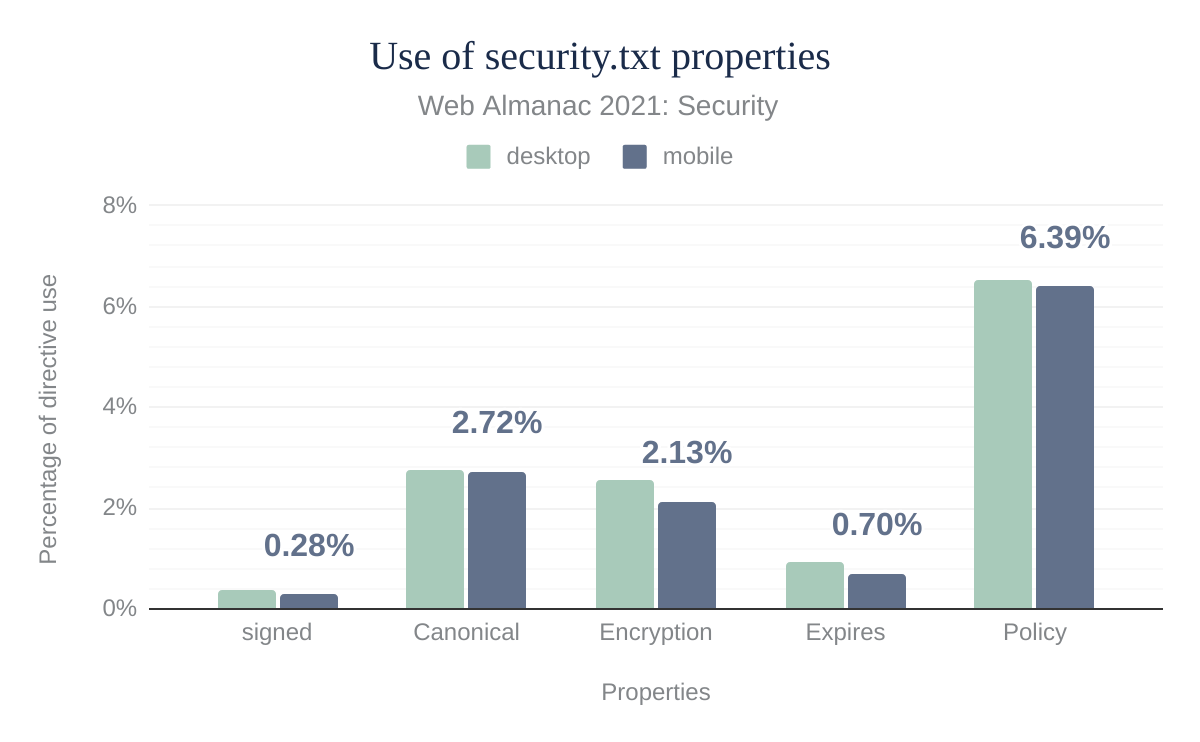 Use of security.txt properties
Web Almanac 2021: Security
desktop mobile
8%
6%
4%
2%
0%
Percentage of directive use
0.28%
2.72%
2.13%
0.70%
6.39%
signed Canonical Encryption Expires Policy
Properties